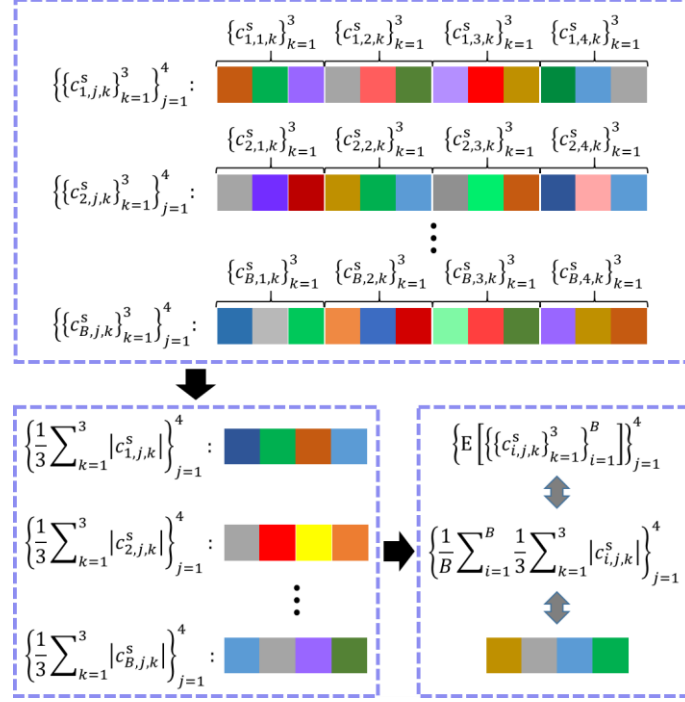 {c^s_{1,1,k}}^3_{k=1} {c^s_{1,2,k}}^3_{k=1} {c^s_{1,3,k}}^3_{k=1} {c^s_{1,4,k}}^3_{k=1}
{{c^s_{1,j,k}}^3_{k=1}}^4_{j=1}:
{c^s_{2,1,k}}^3_{k=1} {c^s_{2,2,k}}^3_{k=1} {c^s_{2,3,k}}^3_{k=1} {c^s_{2,4,k}}^3_{k=1}
{{c^s_{2,j,k}}^3_{k=1}}^4_{j=1}:
⋮
{c^s_{B,1,k}}^3_{k=1} {c^s_{B,2,k}}^3_{k=1} {c^s_{B,3,k}}^3_{k=1} {c^s_{B,4,k}}^3_{k=1}
{{c^s_{B,j,k}}^3_{k=1}}^4_{j=1}:
{\frac{1}{3}∑^3_{k=1}|c^s_{1,j,k}|}^4_{j=1}:
{\frac{1}{3}∑^3_{k=1}|c^s_{2,j,k}|}^4_{j=1}:
⋮
{\frac{1}{3}∑^3_{k=1}|c^s_{B,j,k}|}^4_{j=1}:
{E[{{c^s_{i,j,k}}^3_{k=1}}^B_{i=1}]}^4_{j=1}
{\frac{1}{B}∑^B_{i=1}\frac{1}{3}∑^3_{k=1}|c^s_{i,j,k}|}^4_{j=1}